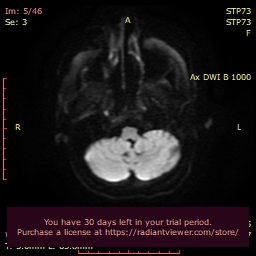 Im: 5/46
Se: 3
A
STP73
STP73
F
Ax DWI B 1000
R
L
You have 30 days left in your trial period.
Purchase a license at https://radiantviewer.com/store/